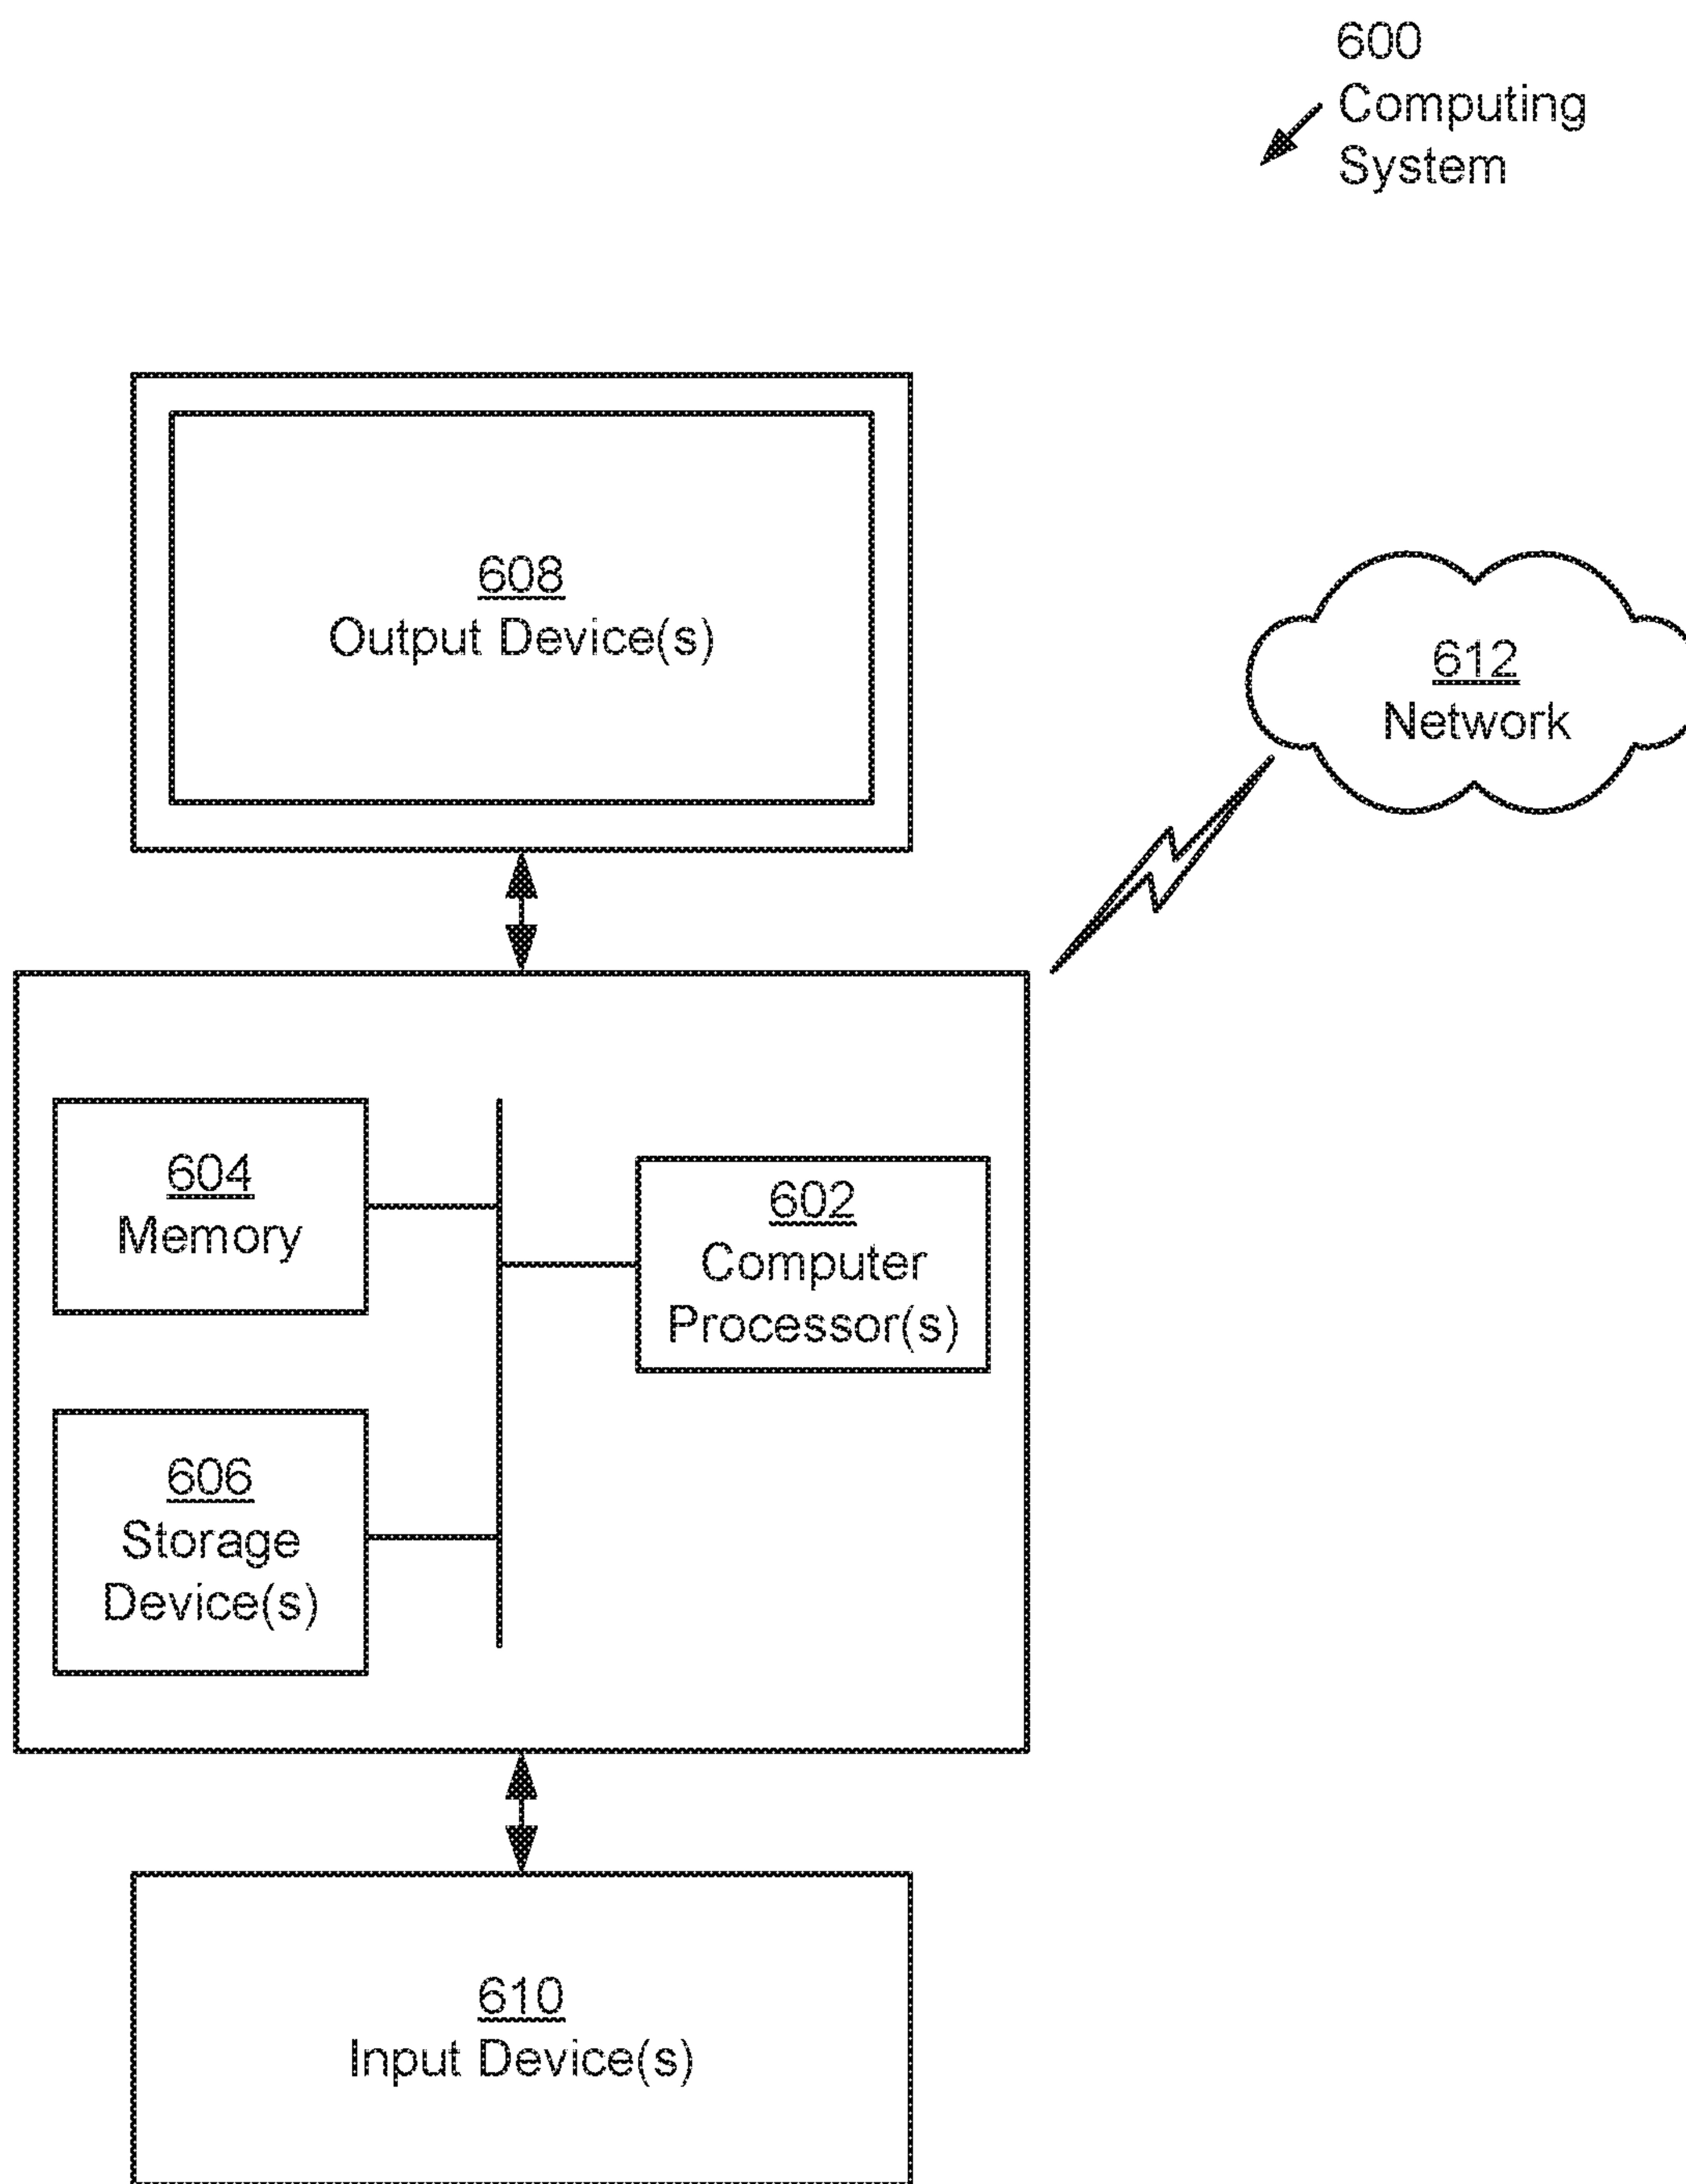 600
Computing
System
608
Output Device(s)
612
Network
604
Memory
602
Computer
Processor(s)
606
Storage
Device(s)
610
Input Device(s)